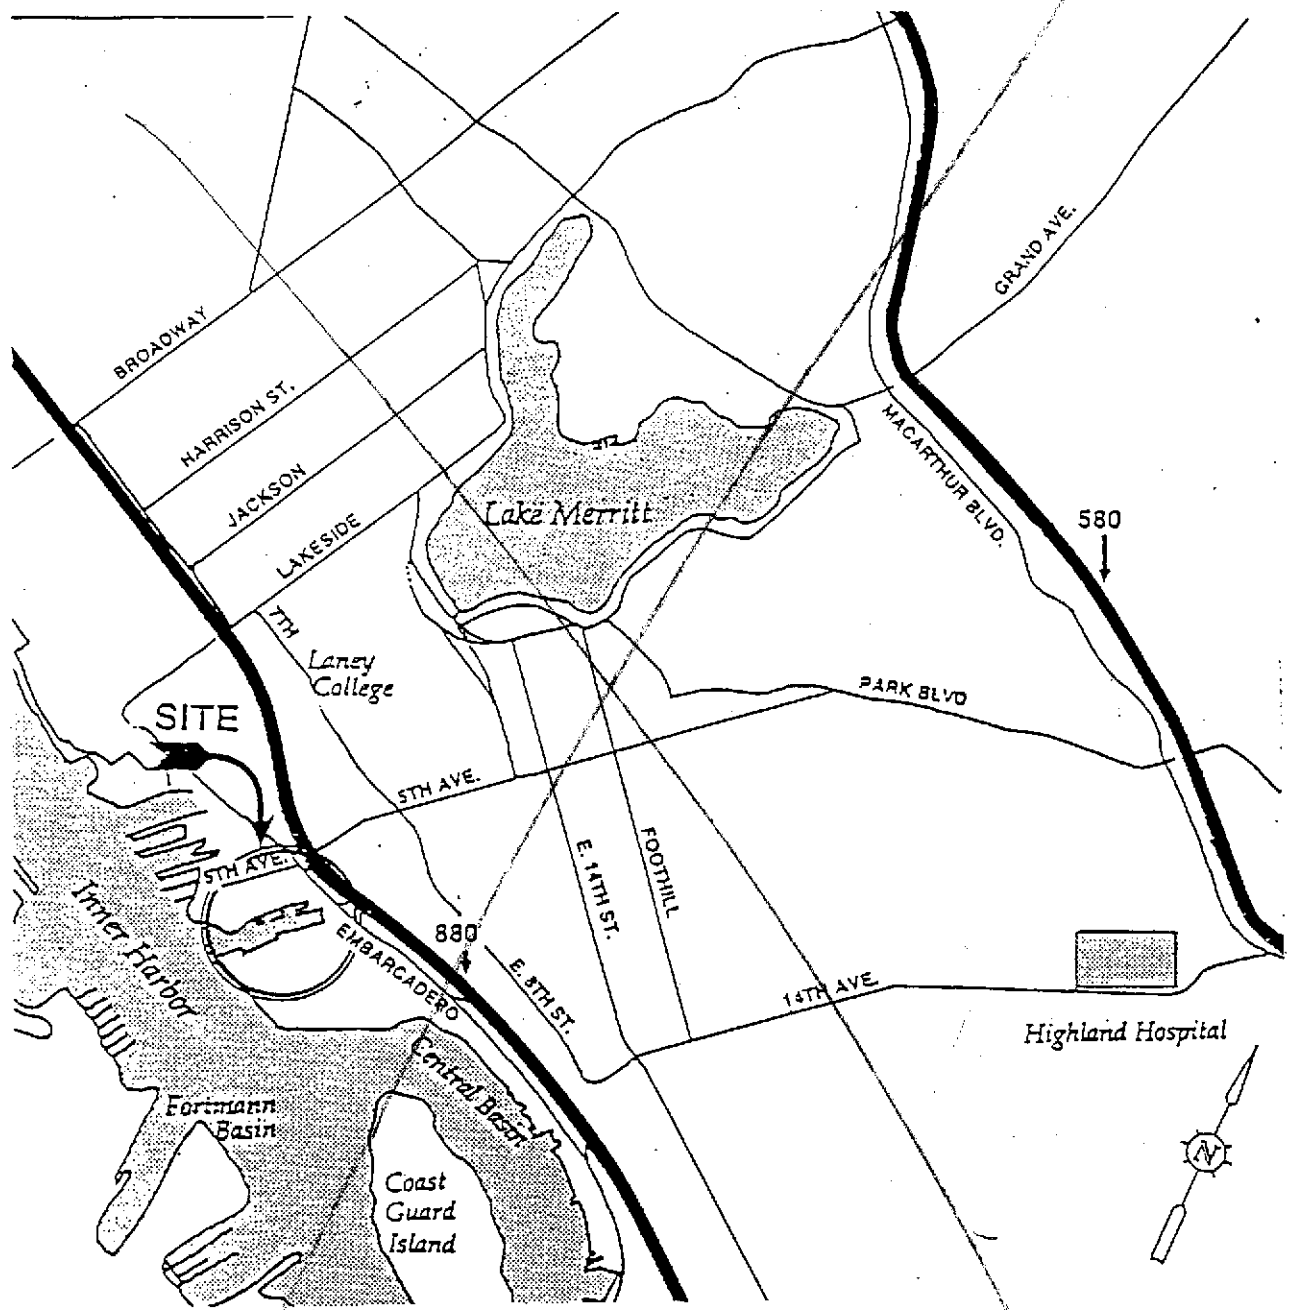 GRAND AVE.
BROADWAY
HARRISON ST.
MACARTHUR BLVD.
JACKSON
Lake Merritt
580
LAKESIDE
7TH
Laney
College
PARK BLVD
SITE
5TH AVE.
FOOTHILL
E. 14TH ST.
5TH AVE.
Inner Harbor
880
EMBARCADERO
E. 8TH ST.
14TH AVE.
Highland Hospital
Central Basin
Fortmann
Basin
N
Coast
Guard
Island